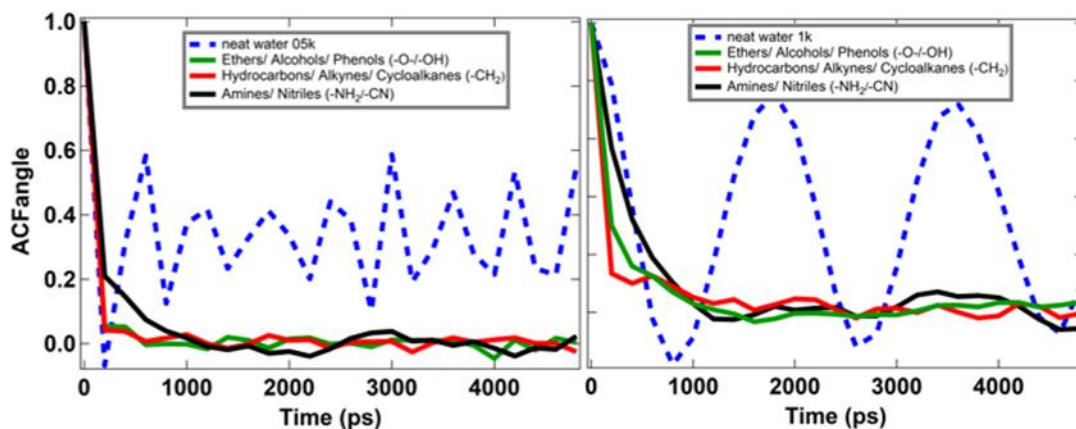 1.0
0.8
0.6
0.4
0.2
0.0
ACFangle
neat water 05k
Ethers/ Alcohols/ Phenols (-O-/-OH)
Hydrocarbons/ Alkynes/ Cycloalkanes (-CH₂)
Amines/ Nitriles (-NH₂/-CN)
0 1000 2000 3000 4000
Time (ps)
neat water 1k
Ethers/ Alcohols/ Phenols (-O-/-OH)
Hydrocarbons/ Alkynes/ Cycloalkanes (-CH₂)
Amines/ Nitriles (-NH₂/-CN)
0 1000 2000 3000 4000
Time (ps)